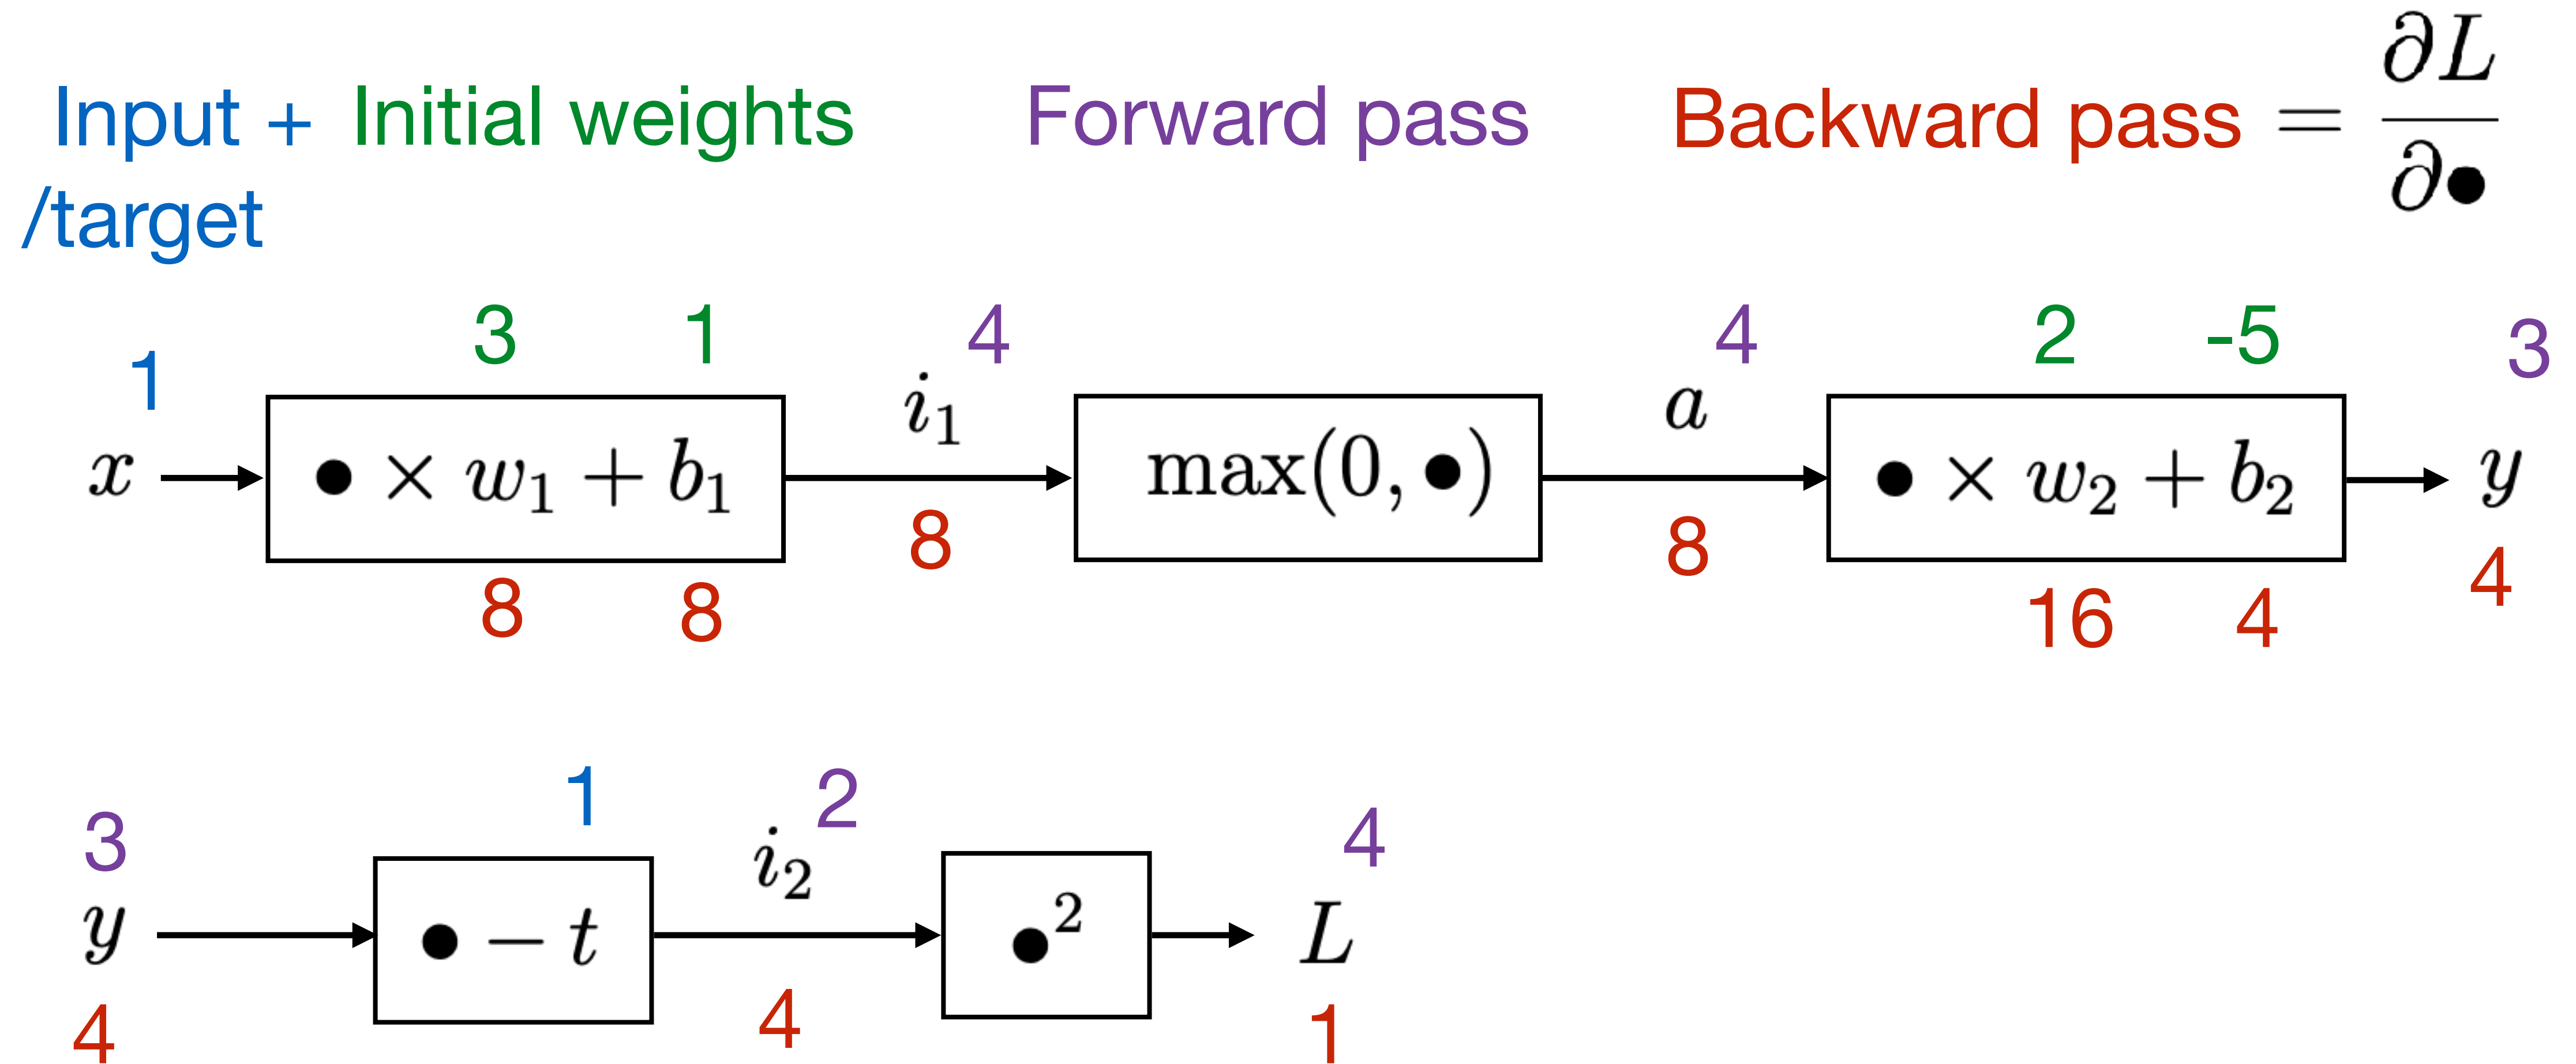 Input + Initial weights Forward pass Backward pass = ∂L/∂●
/target
1 3 1 4 4 2 -5 3
x ● × w₁ + b₁ i₁ max(0, ●) a ● × w₂ + b₂ y
8 8 8 8 16 4 4
3 1 2 4
y ● − t i₂ ●² L
4 4 1